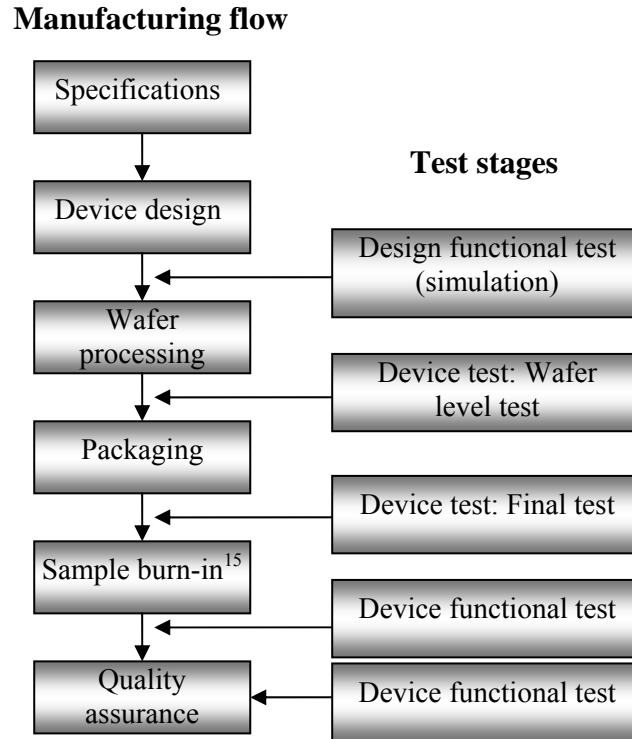 Manufacturing flow
Specifications
Test stages
Device design
Design functional test
(simulation)
Wafer
processing
Device test: Wafer
level test
Packaging
Device test: Final test
Sample burn-in15
Device functional test
Quality
assurance
Device functional test